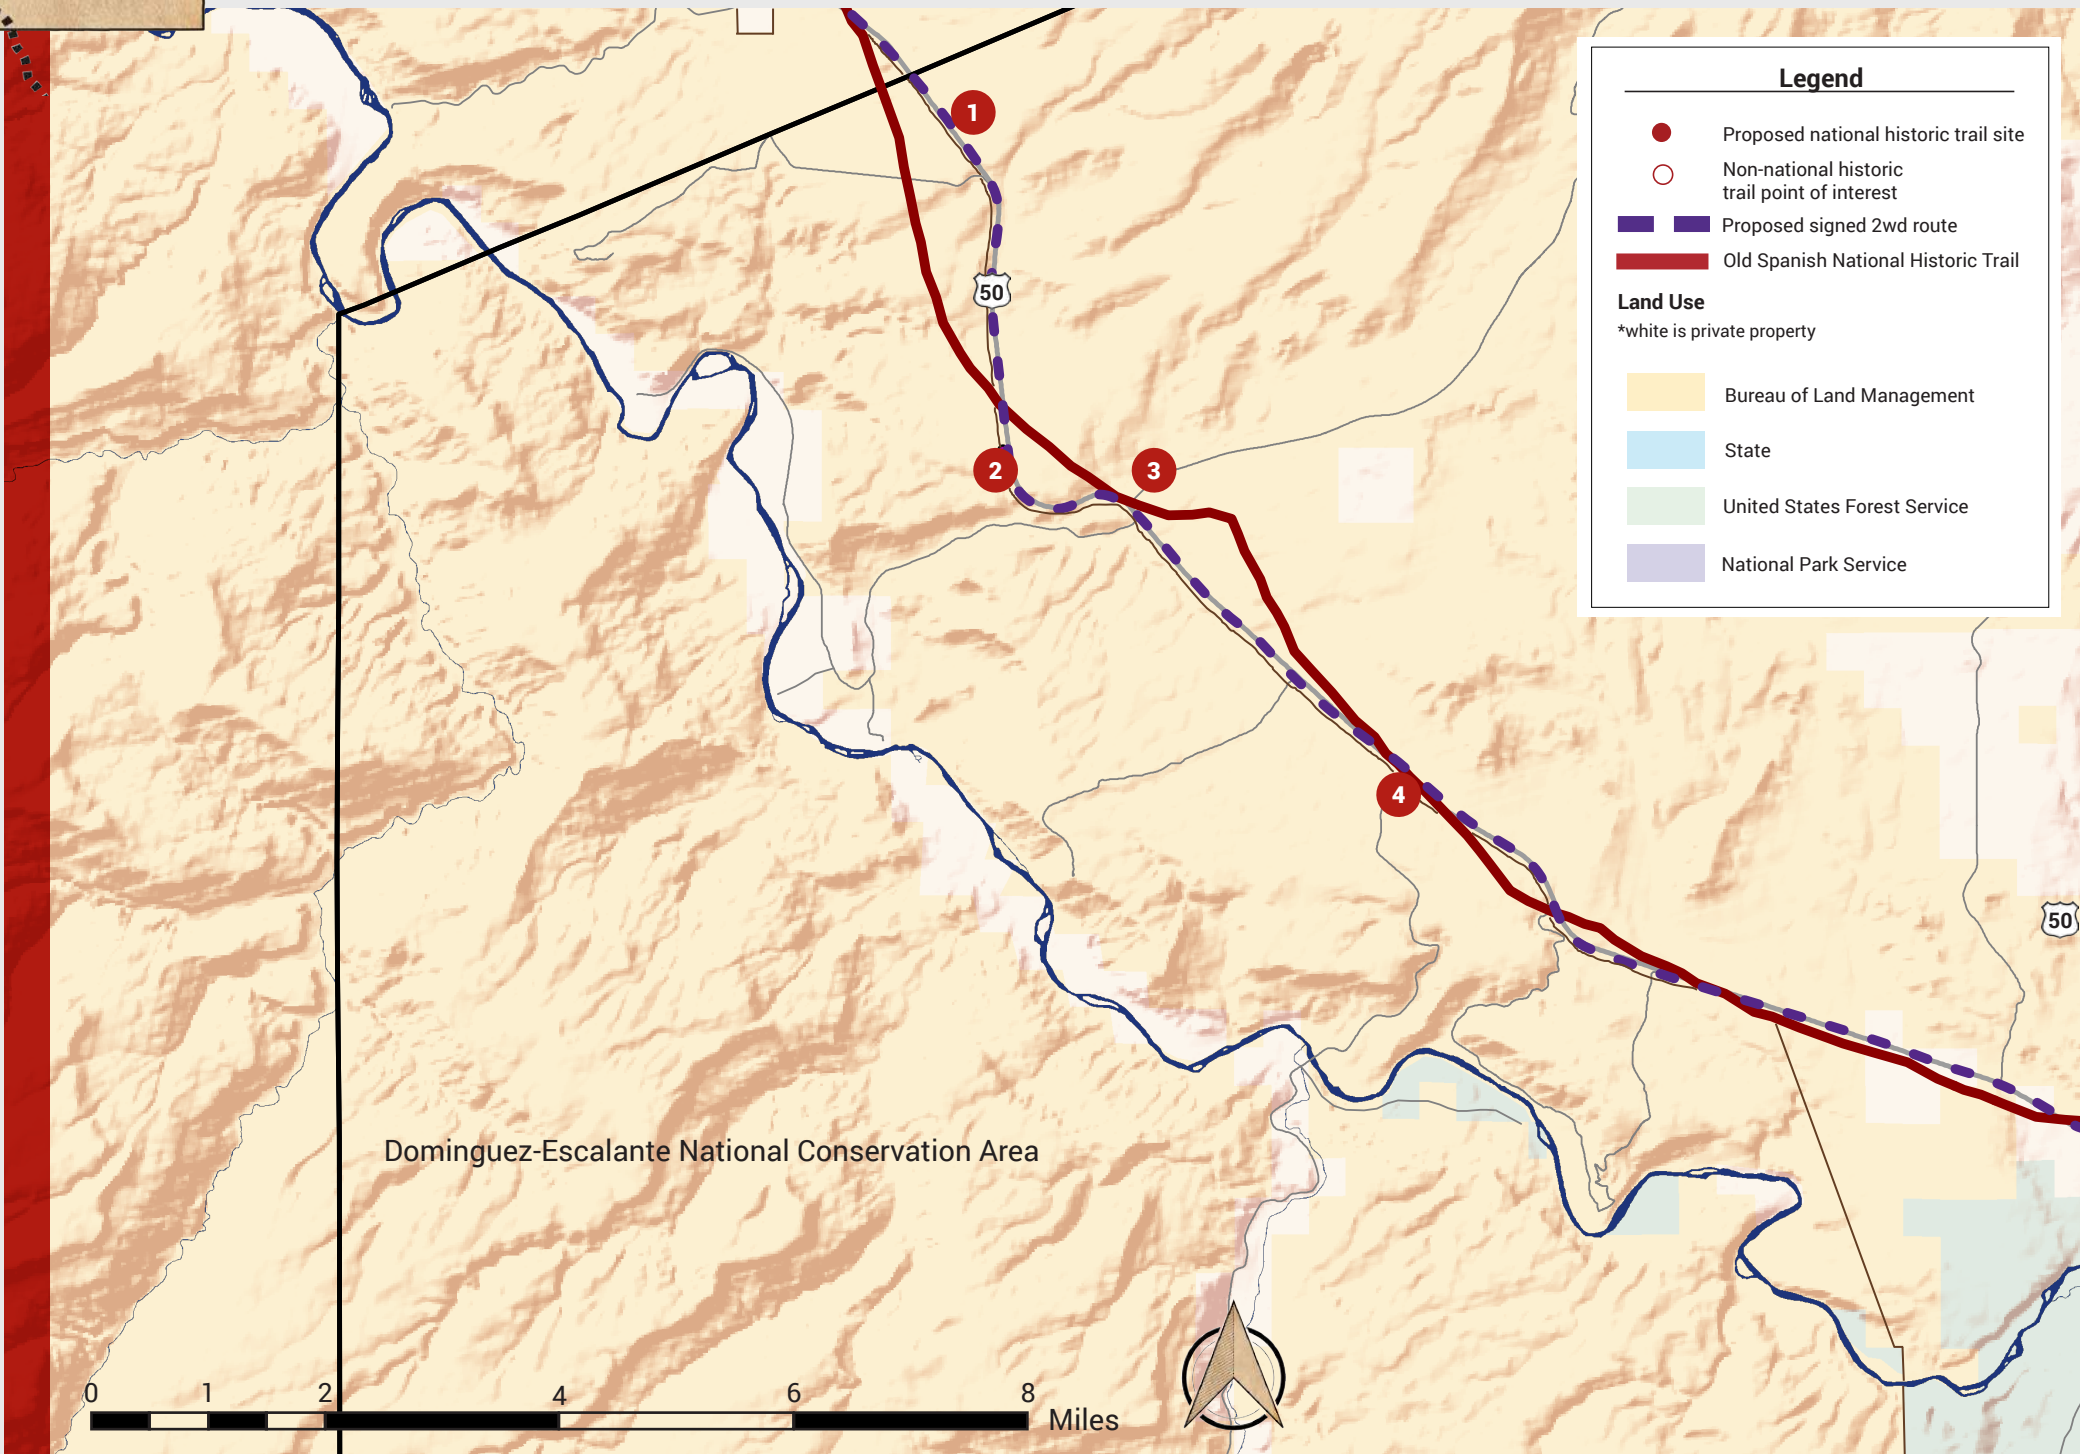 1
50
2
3
4
50
Legend
Proposed national historic trail site
Non-national historic
trail point of interest
Proposed signed 2wd route
Old Spanish National Historic Trail
Land Use
*white is private property
Bureau of Land Management
State
United States Forest Service
National Park Service
Dominguez-Escalante National Conservation Area
0 1 2 4 6 8
Miles